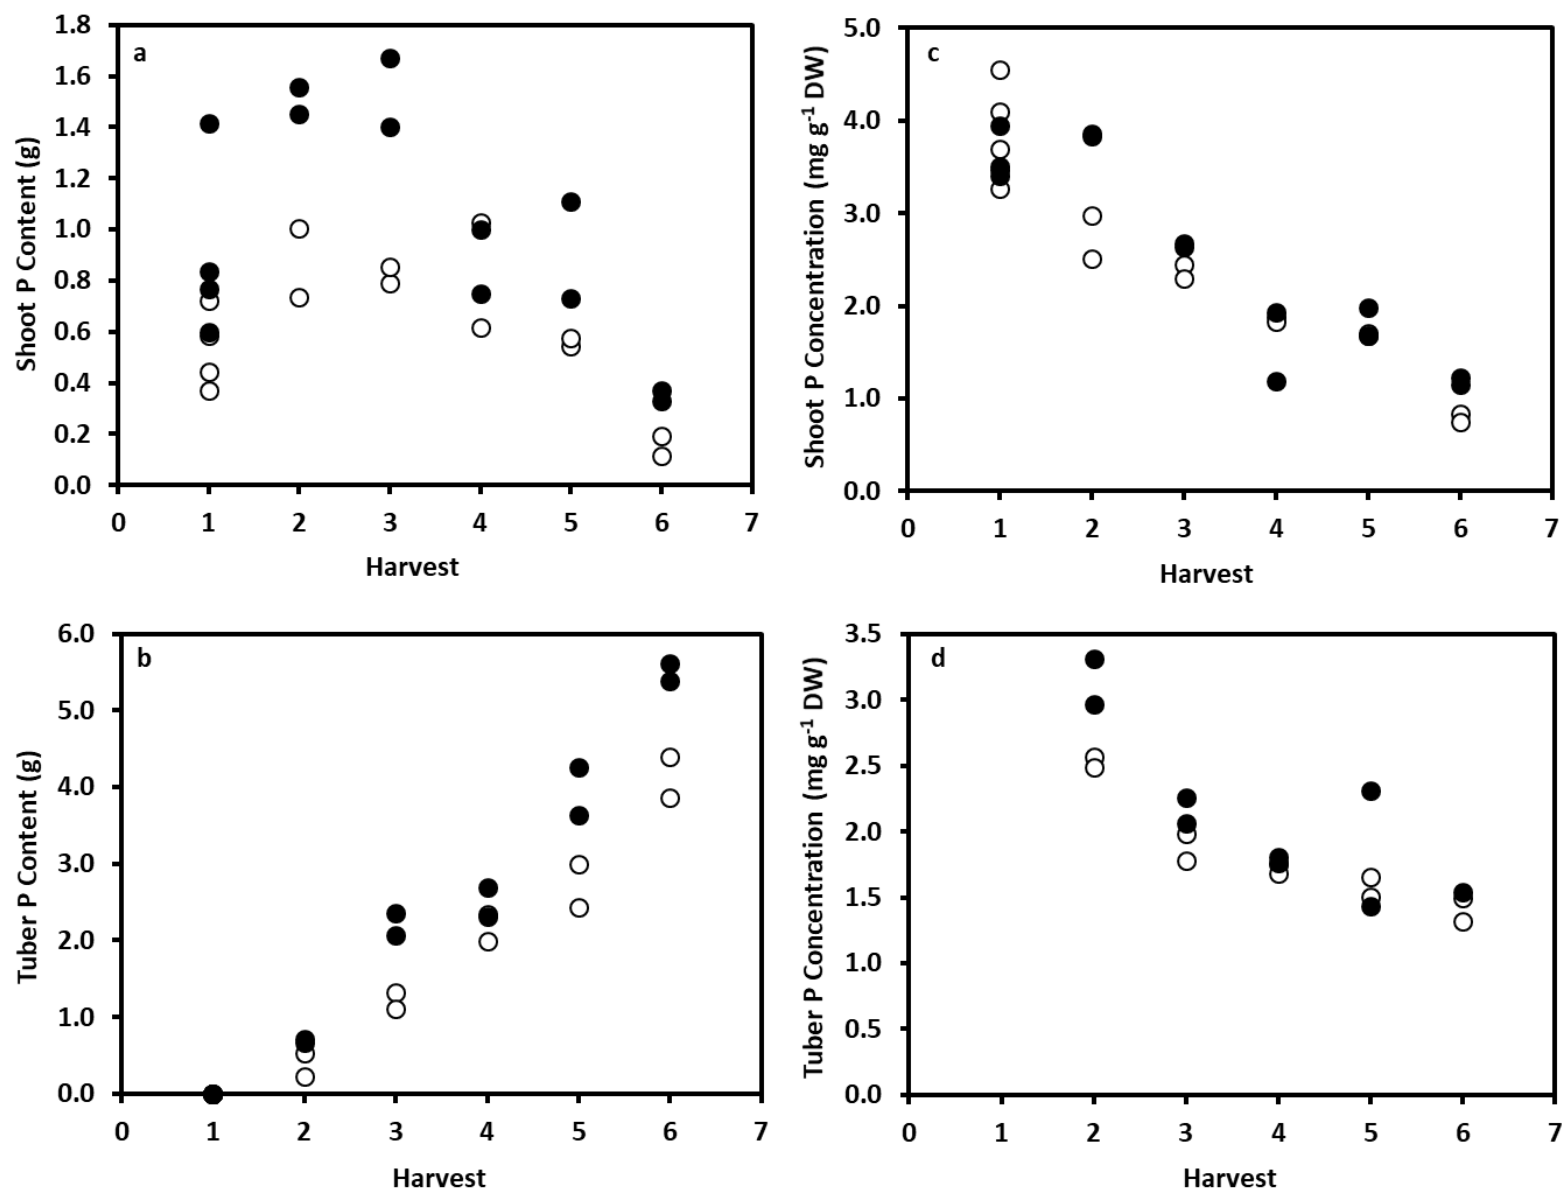 a
Shoot P Content (g)
1.8
1.6
1.4
1.2
1.0
0.8
0.6
0.4
0.2
0.0
0 1 2 3 4 5 6 7
Harvest
c
Shoot P Concentration (mg g⁻¹ DW)
5.0
4.0
3.0
2.0
1.0
0.0
0 1 2 3 4 5 6 7
Harvest
b
Tuber P Content (g)
6.0
5.0
4.0
3.0
2.0
1.0
0.0
0 1 2 3 4 5 6 7
Harvest
d
Tuber P Concentration (mg g⁻¹ DW)
3.5
3.0
2.5
2.0
1.5
1.0
0.5
0.0
0 1 2 3 4 5 6 7
Harvest